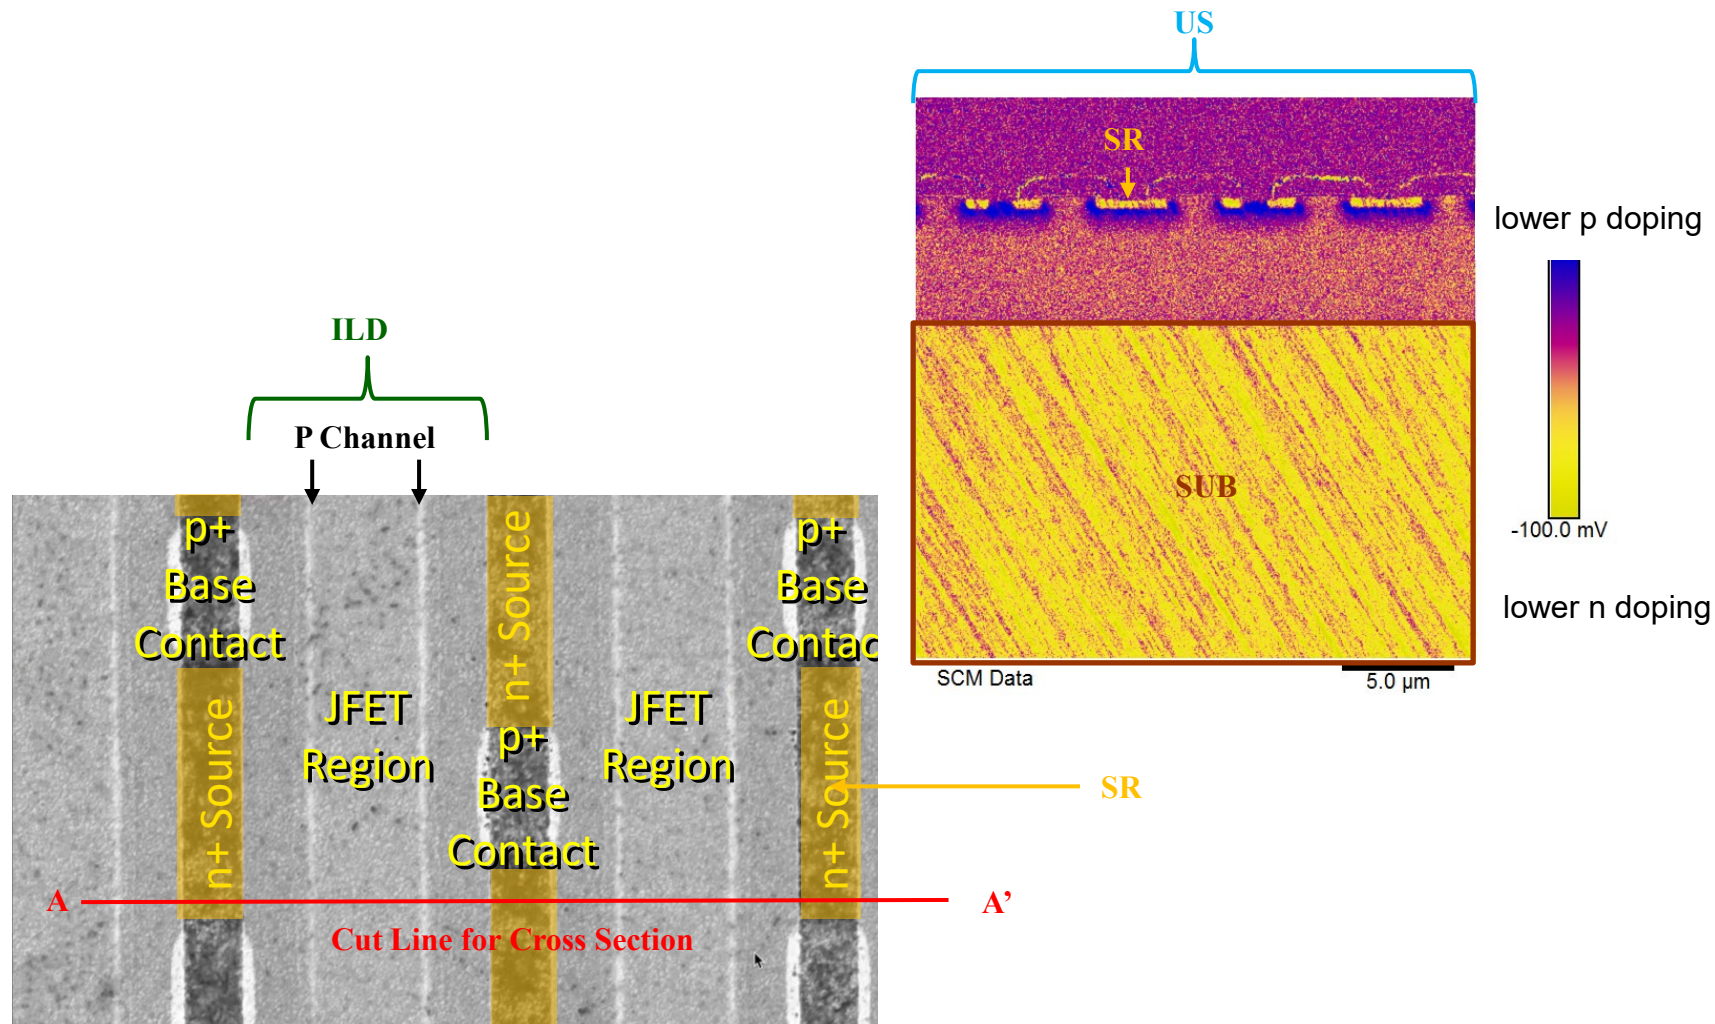 US
SR
lower p doping
ILD
P Channel
SUB
-100.0 mV
lower n doping
SCM Data
5.0 µm
p+
Base
Contact
n+ Source
p+
Base
Contac
n+ Source
JFET
Region
p+
Base
Contact
JFET
Region
n+ Source
SR
A
A’
Cut Line for Cross Section